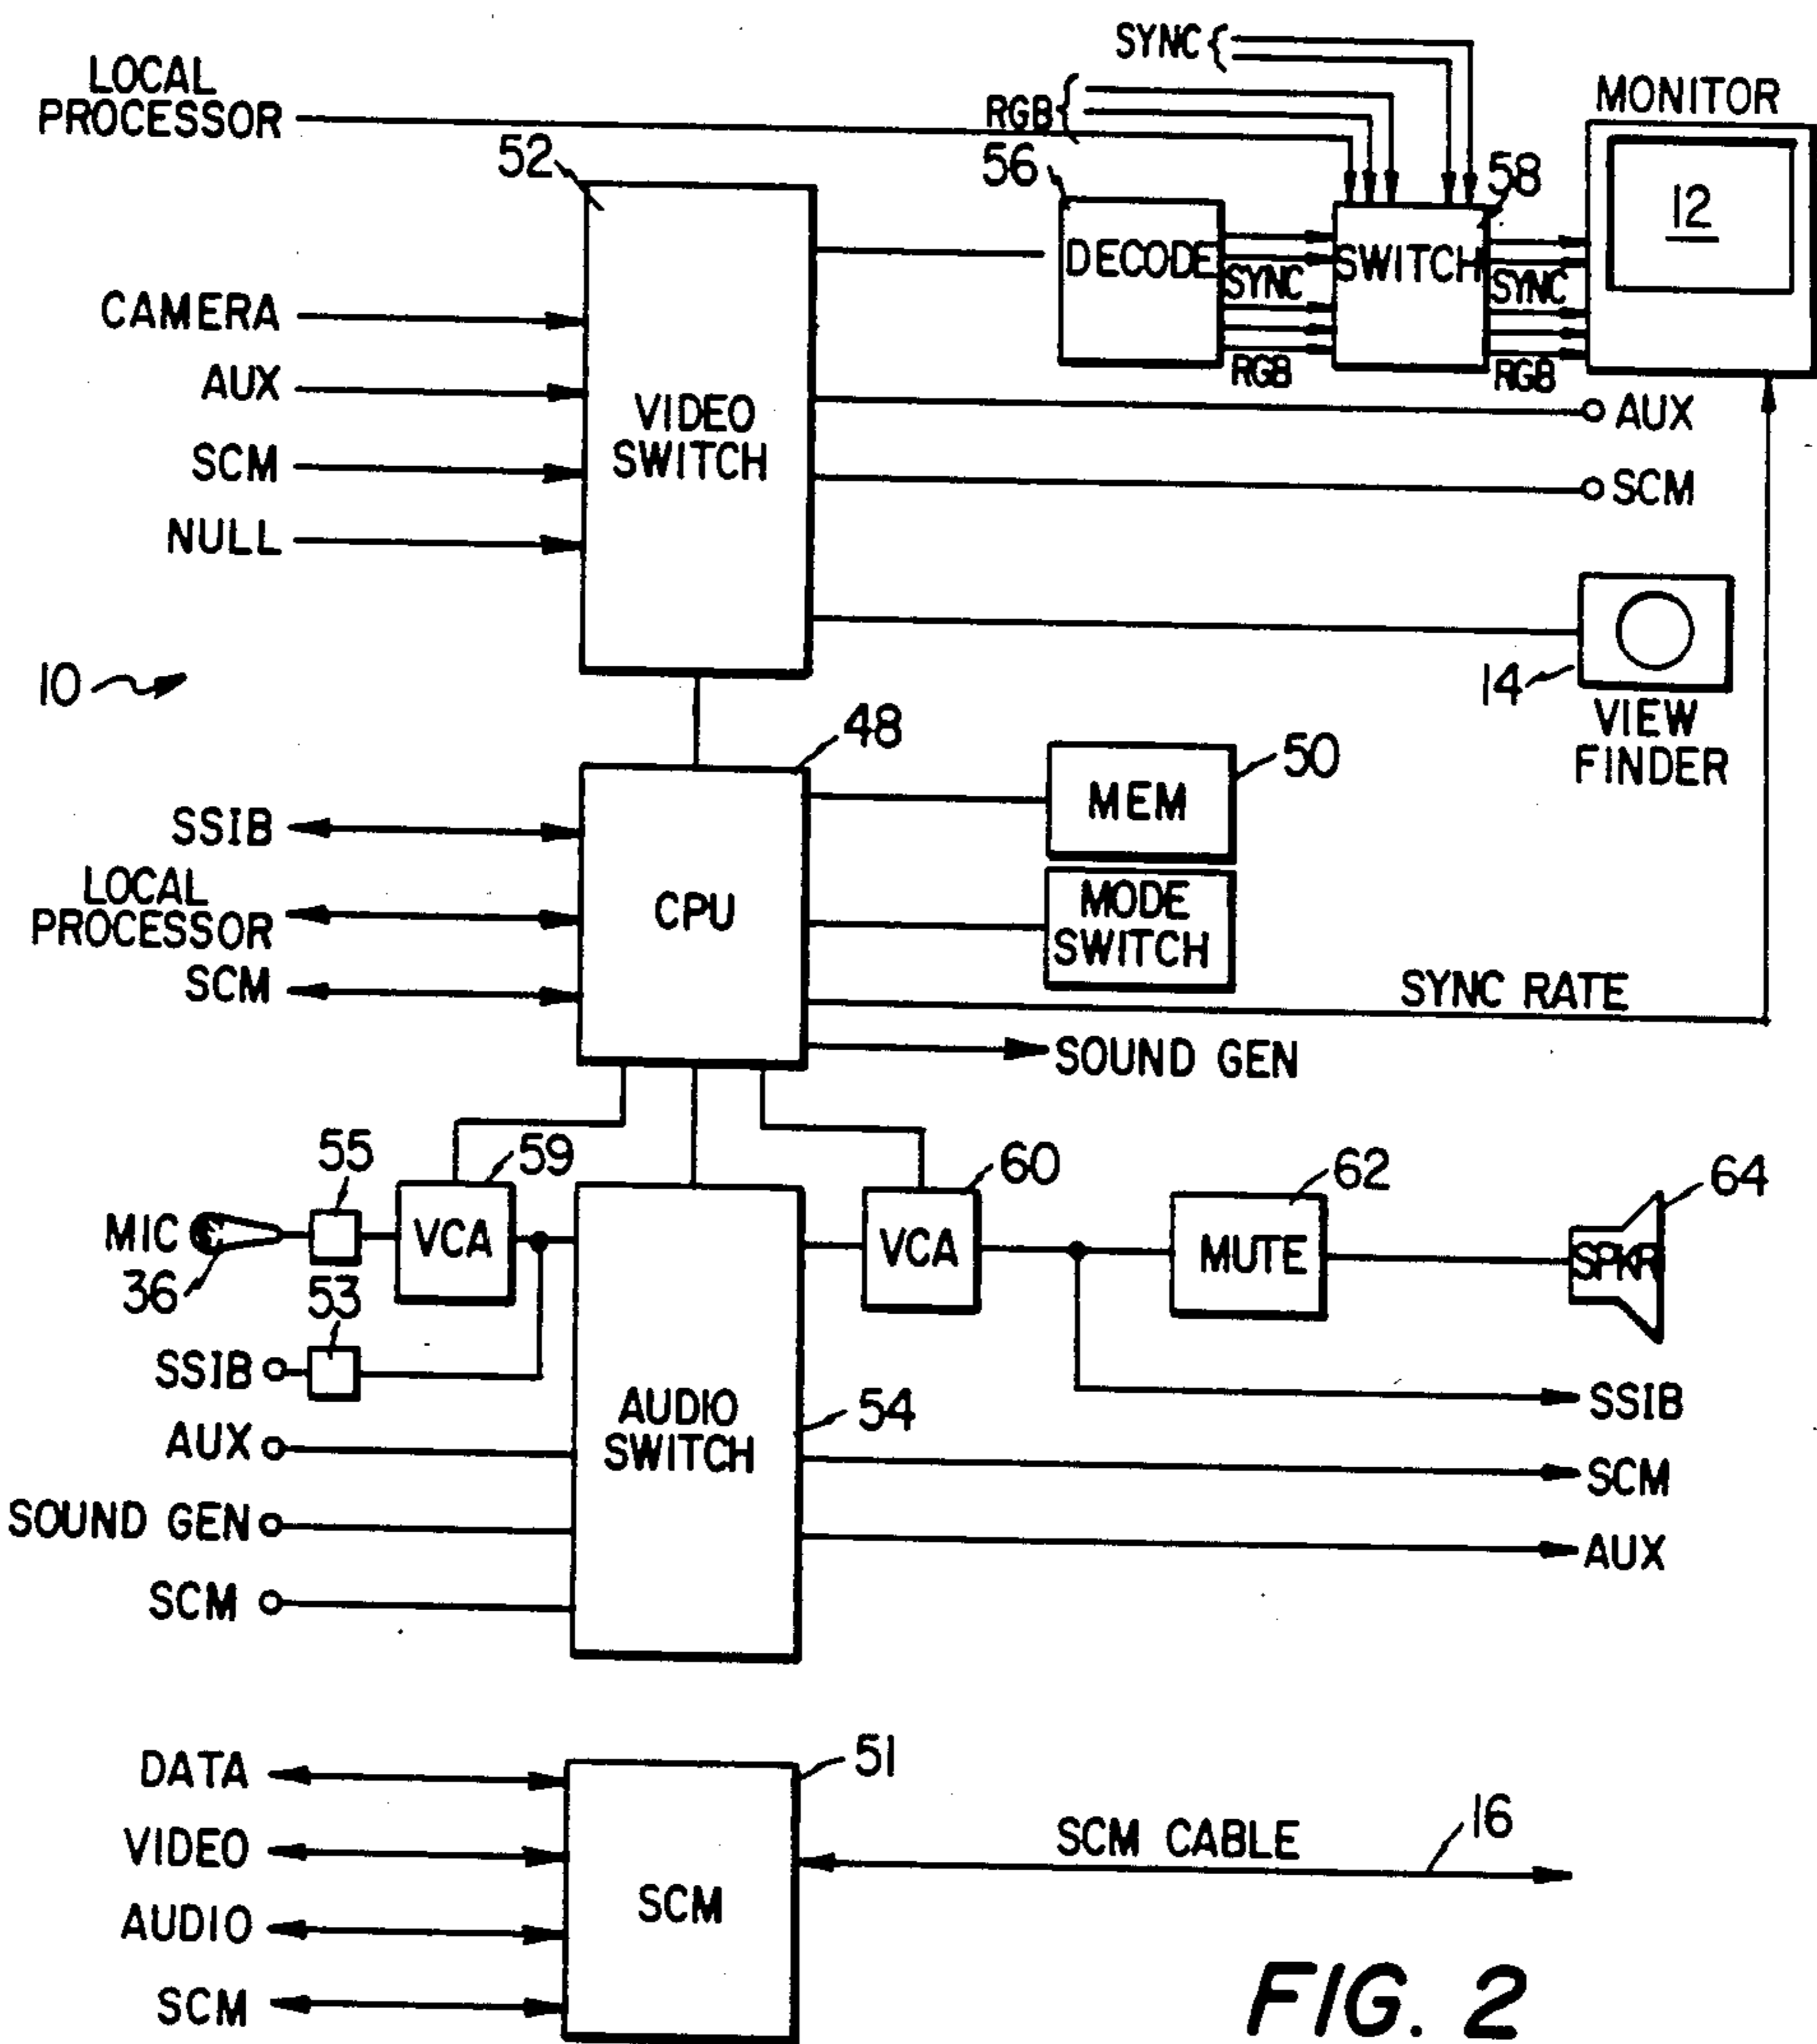 SYNC {
LOCAL
PROCESSOR
RGB {
MONITOR
52
56
58
12
DECODE
SWITCH
SYNC
SYNC
RGB
RGB
CAMERA
AUX
SCM
NULL
VIDEO
SWITCH
AUX
SCM
10
14
VIEW
FINDER
48
50
MEM
SSIB
LOCAL
PROCESSOR
SCM
CPU
MODE
SWITCH
SYNC RATE
SOUND GEN
55
59
60
62
64
MIC
VCA
VCA
MUTE
SPKR
36
53
SSIB
AUX
SOUND GEN
SCM
AUDIO
SWITCH
54
SSIB
SCM
AUX
51
DATA
VIDEO
AUDIO
SCM
SCM
SCM CABLE
16
FIG. 2